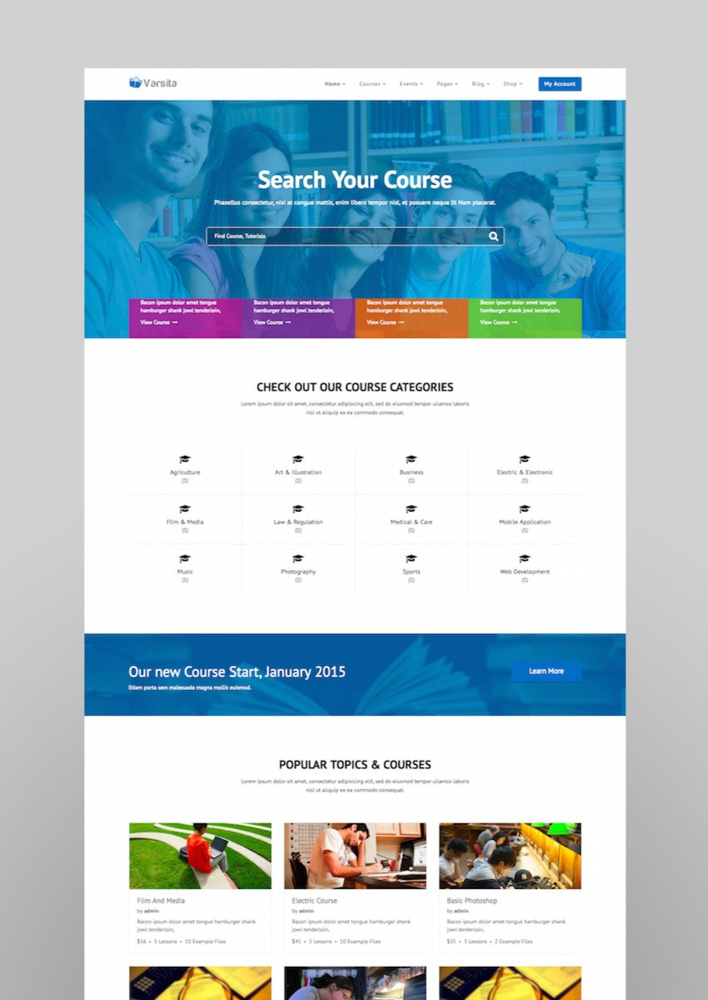 Varsita
Home Courses Events Pages Blog Shop My Account
Search Your Course
Phasellus consectetur, nisi at congue mattis, enim libero tempor nisl, et posuere neque lit Nam placerat.
Find Course, Tutorials
Bacon ipsum dolor amet tongue
hamburger shank jowl tenderloin,
View Course →
Bacon ipsum dolor amet tongue
hamburger shank jowl tenderloin,
View Course →
Bacon ipsum dolor amet tongue
hamburger shank jowl tenderloin,
View Course →
Bacon ipsum dolor amet tongue
hamburger shank jowl tenderloin,
View Course →
CHECK OUT OUR COURSE CATEGORIES
Lorem ipsum dolor sit amet, consectetur adipisicing elit, sed do eiusmod tempor ullamco laboris
nisi ut aliquip ex ea commodo consequat.
Agriculture
(1)
Art & Illustration
(1)
Business
(1)
Electric & Electronic
(1)
Flim & Media
(1)
Law & Regulation
(1)
Medical & Care
(1)
Mobile Application
(1)
Music
(1)
Photography
(1)
Sports
(1)
Web Development
(1)
Our new Course Start, January 2015
Etiam porta sem malesuada magna mollis euismod.
Learn More
POPULAR TOPICS & COURSES
Lorem ipsum dolor sit amet, consectetur adipisicing elit, sed do eiusmod tempor ullamco laboris
nisi ut aliquip ex ea commodo consequat.
Flim And Media
by admin
Bacon ipsum dolor amet tongue hamburger shank
jowl tenderloin,
$56 • 5 Lessons • 10 Example Files
Electric Course
by admin
Bacon ipsum dolor amet tongue hamburger shank
jowl tenderloin,
$45 • 5 Lessons • 10 Example Files
Basic Photoshop
by admin
Bacon ipsum dolor amet tongue hamburger shank
jowl tenderloin,
$35 • 3 Lessons • 2 Example Files